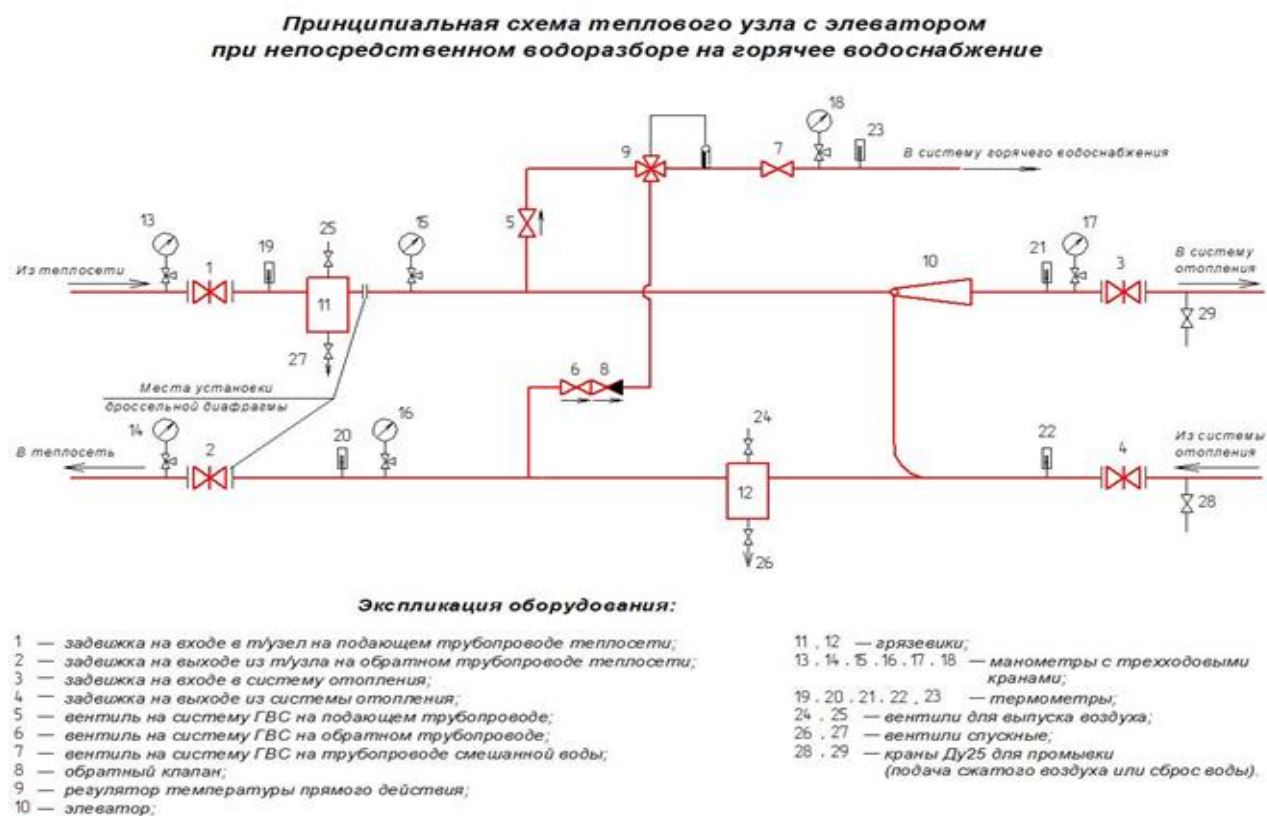 Принципиальная схема теплового узла с элеватором
при непосредственном водоразборе на горячее водоснабжение
18
9
7
23
В систему горячего водоснабжения
13
25
15
5
17
Из теплосети
1
19
21
10
3
В систему
отопления
11
29
27
Места установки
дроссельной диафрагмы
6
8
14
16
24
В теплосеть
2
20
22
4
Из системы
отопления
12
28
26
Экспликация оборудования:
1 — задвижка на входе в т/узел на подающем трубопроводе теплосети;
2 — задвижка на выходе из т/узла на обратном трубопроводе теплосети;
3 — задвижка на входе в систему отопления;
4 — задвижка на выходе из системы отопления;
5 — вентиль на систему ГВС на подающем трубопроводе;
6 — вентиль на систему ГВС на обратном трубопроводе;
7 — вентиль на систему ГВС на трубопроводе смешанной воды;
8 — обратный клапан;
9 — регулятор температуры прямого действия;
10 — элеватор;
11 , 12 — грязевики;
13 . 14 . 15 . 16 . 17 . 18 — манометры с трехходовыми
кранами;
19 . 20 . 21 . 22 , 23 — термометры;
24 . 25 — вентили для выпуска воздуха;
26 , 27 — вентили спускные;
28 . 29 — краны Ду25 для промывки
(подача сжатого воздуха или сброс воды).